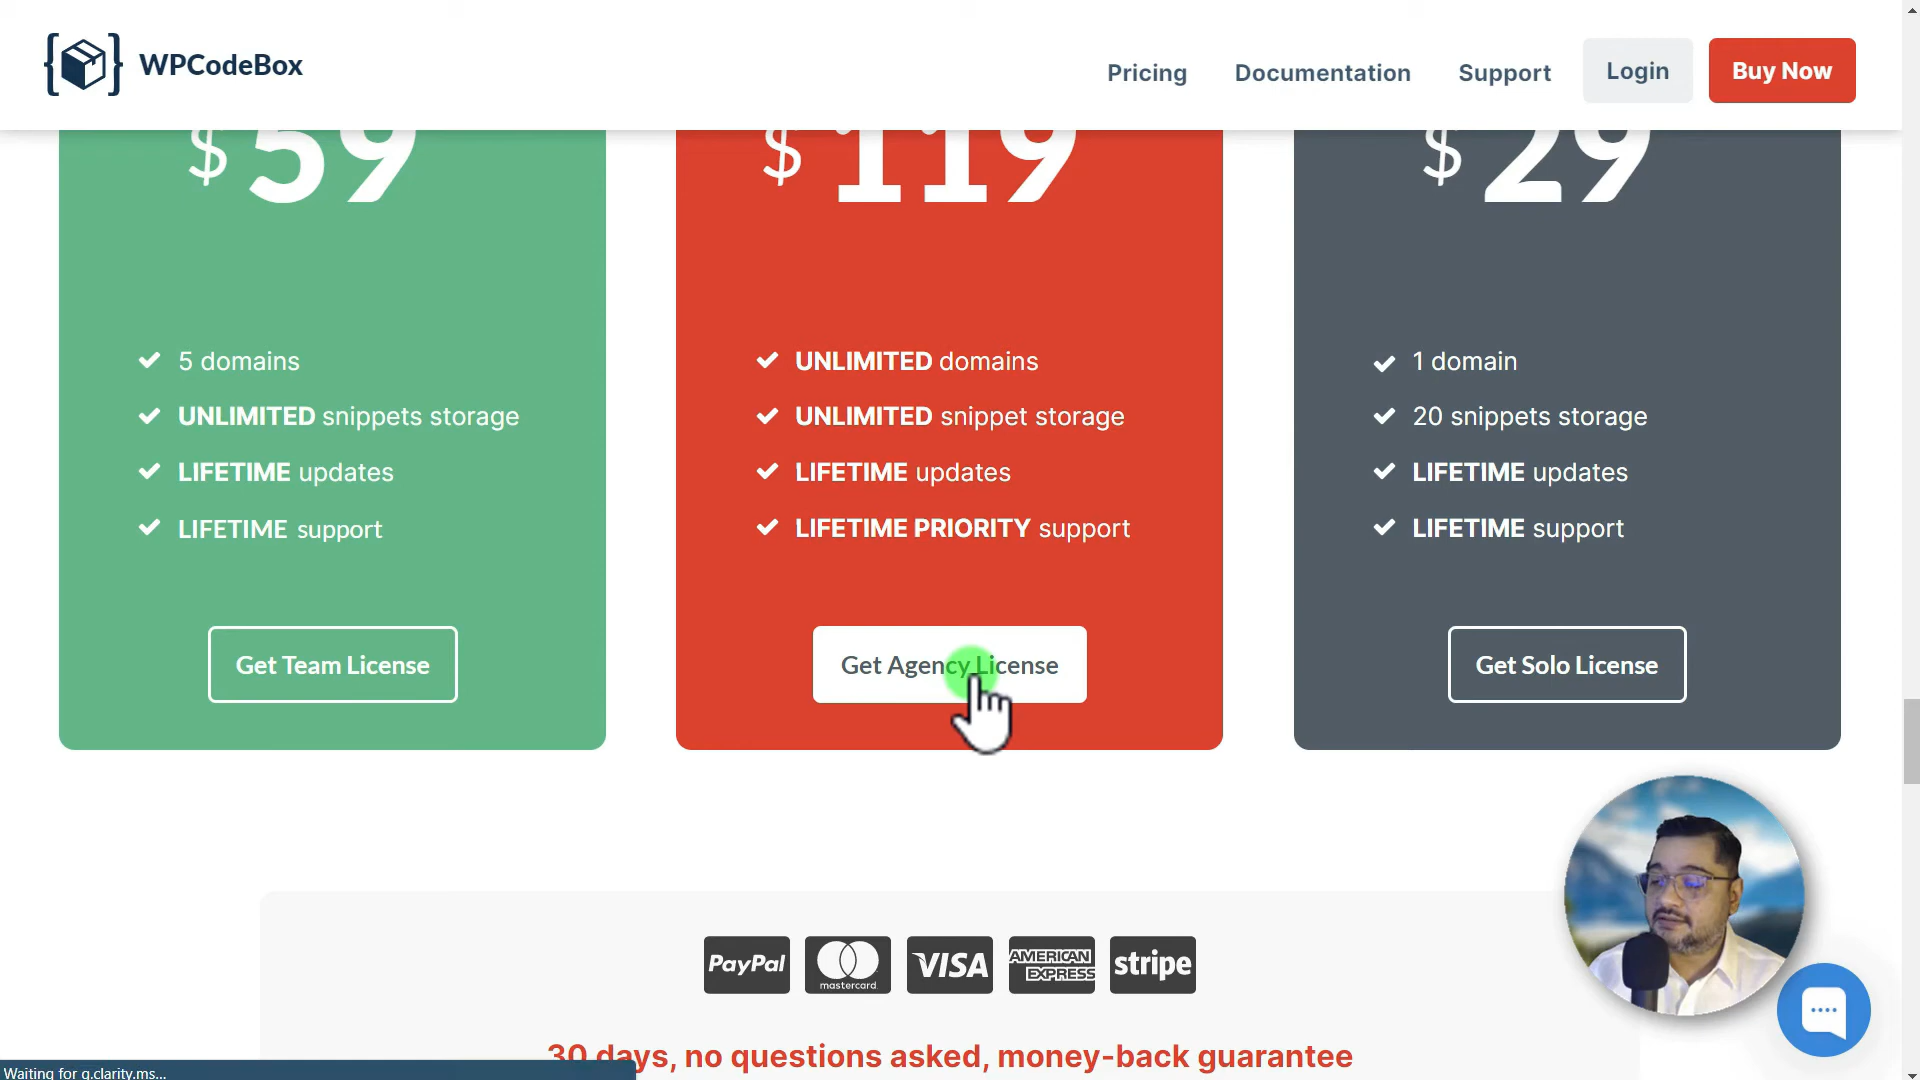 WPCodeBox
Pricing
Documentation
Support
Login
Buy Now
$59
5 domains
UNLIMITED snippets storage
LIFETIME updates
LIFETIME support
Get Team License
$119
UNLIMITED domains
UNLIMITED snippet storage
LIFETIME updates
LIFETIME PRIORITY support
Get Agency License
$29
1 domain
20 snippets storage
LIFETIME updates
LIFETIME support
Get Solo License
PayPal
mastercard
VISA
AMERICAN EXPRESS
stripe
30 days, no questions asked, money-back guarantee
Waiting for q.clarity.ms...